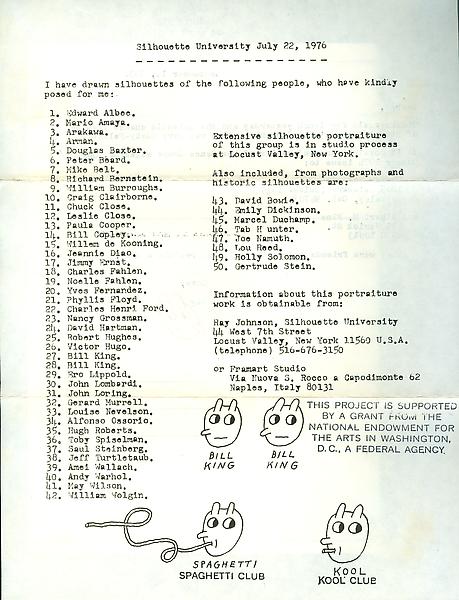 Silhouette University July 22, 1976
I have drawn silhouettes of the following people, who have kindly
posed for me:
1. Edward Albee.
2. Mario Amaya.
3. Arakawa.
4. Arman.
5. Douglas Baxter.
6. Peter Beard.
7. Mike Belt.
8. Richard Bernstein.
9. William Burroughs.
10. Craig Claiborne.
11. Chuck Close.
12. Leslie Close.
13. Paula Cooper.
14. Bill Copley.
15. Willem de Kooning.
16. Jeannie Diao.
17. Jimmy Ernst.
18. Charles Fahlen.
19. Noelle Fahlen.
20. Yves Fernandez.
21. Phyllis Floyd.
22. Charles Henri Ford.
23. Nancy Grossman.
24. David Hartman.
25. Robert Hughes.
26. Victor Hugo.
27. Bill King.
28. Bill King.
29. Bro Lippold.
30. John Lombardi.
31. John Loring.
32. Gerard Murrell.
33. Louise Nevelson.
34. Alfonso Ossorio.
35. Hugh Roberts.
36. Toby Spiselman.
37. Saul Steinberg.
38. Jeff Turtletaub.
39. Amei Wallach.
40. Andy Warhol.
41. May Wilson.
42. William Wolgin.
Extensive silhouette portraiture
of this group is in studio process
at Locust Valley, New York.
Also included, from photographs and
historic silhouettes are:
43. David Bowie.
44. Emily Dickinson.
45. Marcel Duchamp.
46. Tab H unter.
47. Joe Namuth.
48. Lou Reed.
49. Holly Solomon.
50. Gertrude Stein.
Information about this portraiture
work is obtainable from:
Ray Johnson, Silhouette University
44 West 7th Street
Locust Valley, New York 11560 U.S.A.
(telephone) 516-676-3150
or Framart Studio
Via Nuova S. Rocco a Capodimonte 62
Naples, Italy 80131
THIS PROJECT IS SUPPORTED
BY A GRANT FROM THE
NATIONAL ENDOWMENT FOR
THE ARTS IN WASHINGTON,
D.C., A FEDERAL AGENCY.
BILL
KING
BILL
KING
SPAGHETTI
SPAGHETTI CLUB
KOOL
KOOL CLUB